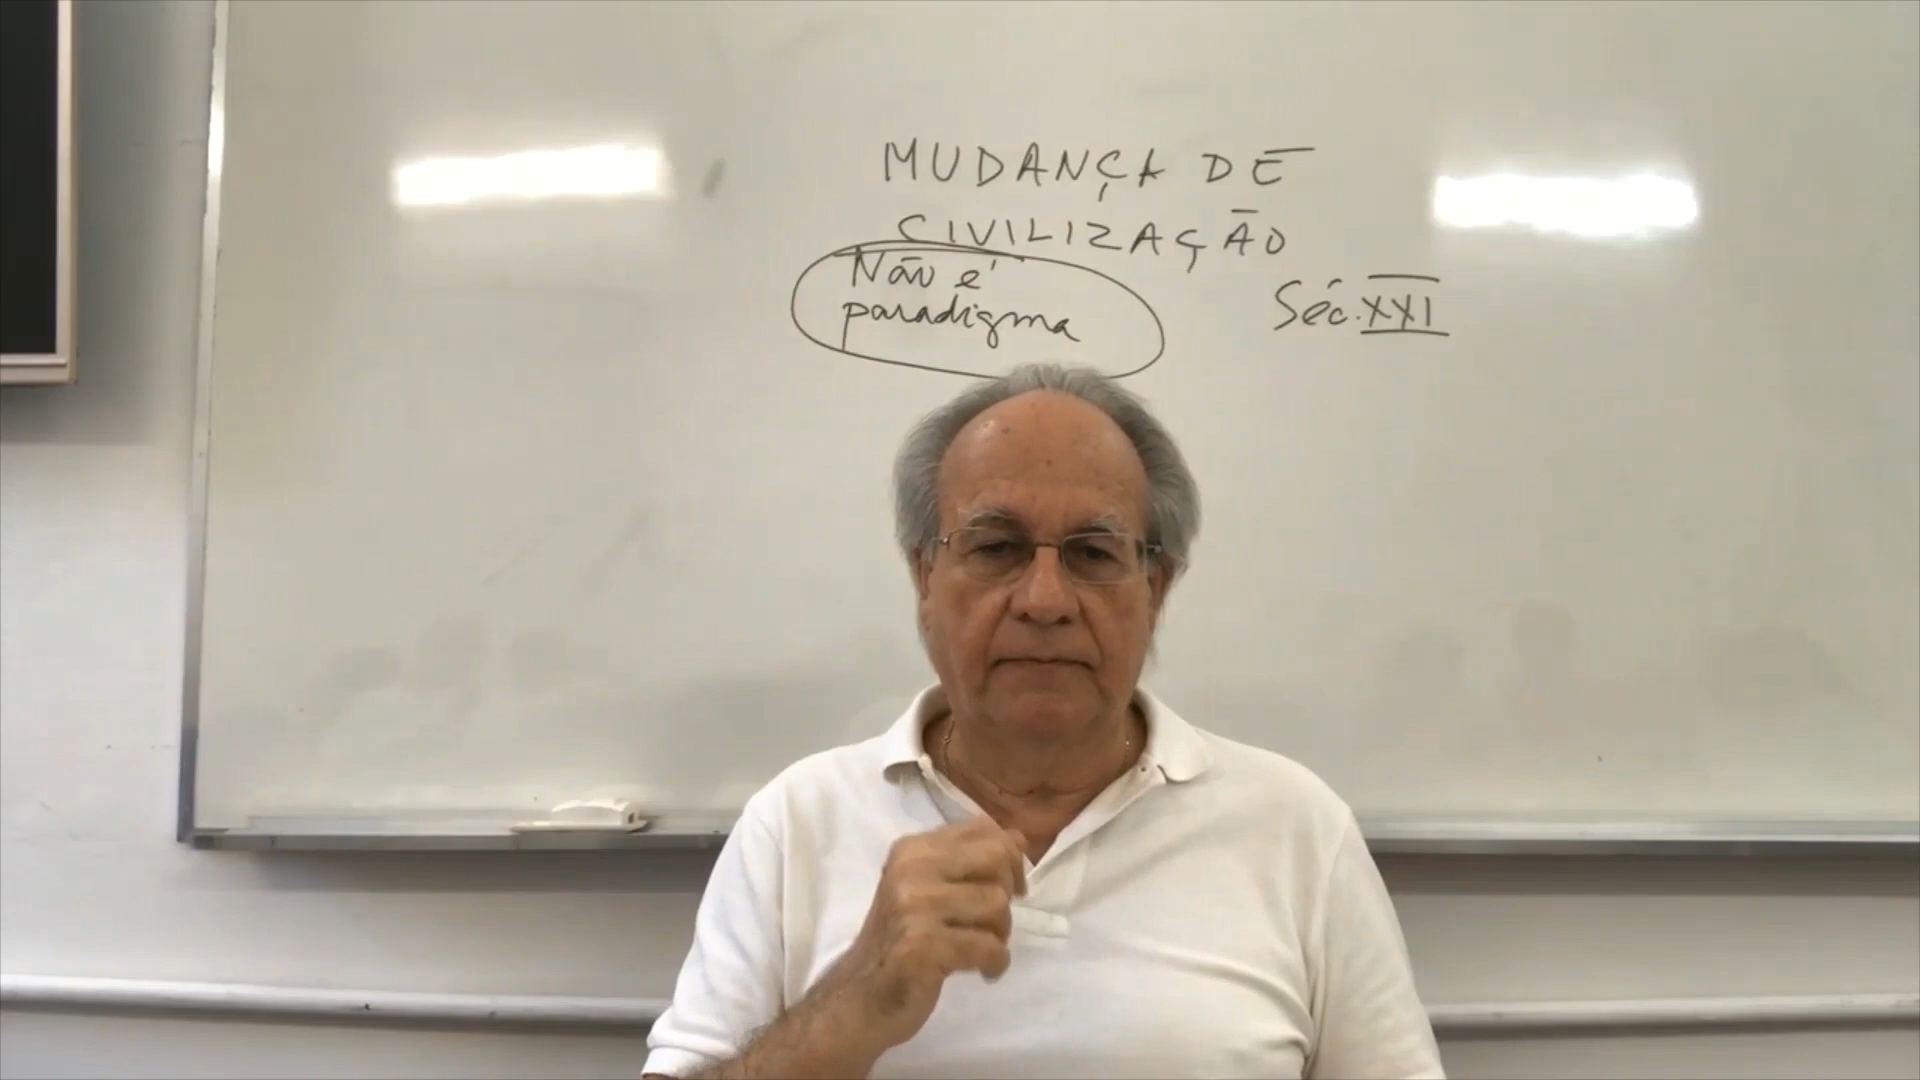 MUDANÇA DE
CIVILIZAÇÃO
Não é
paradigma
Séc. XXI